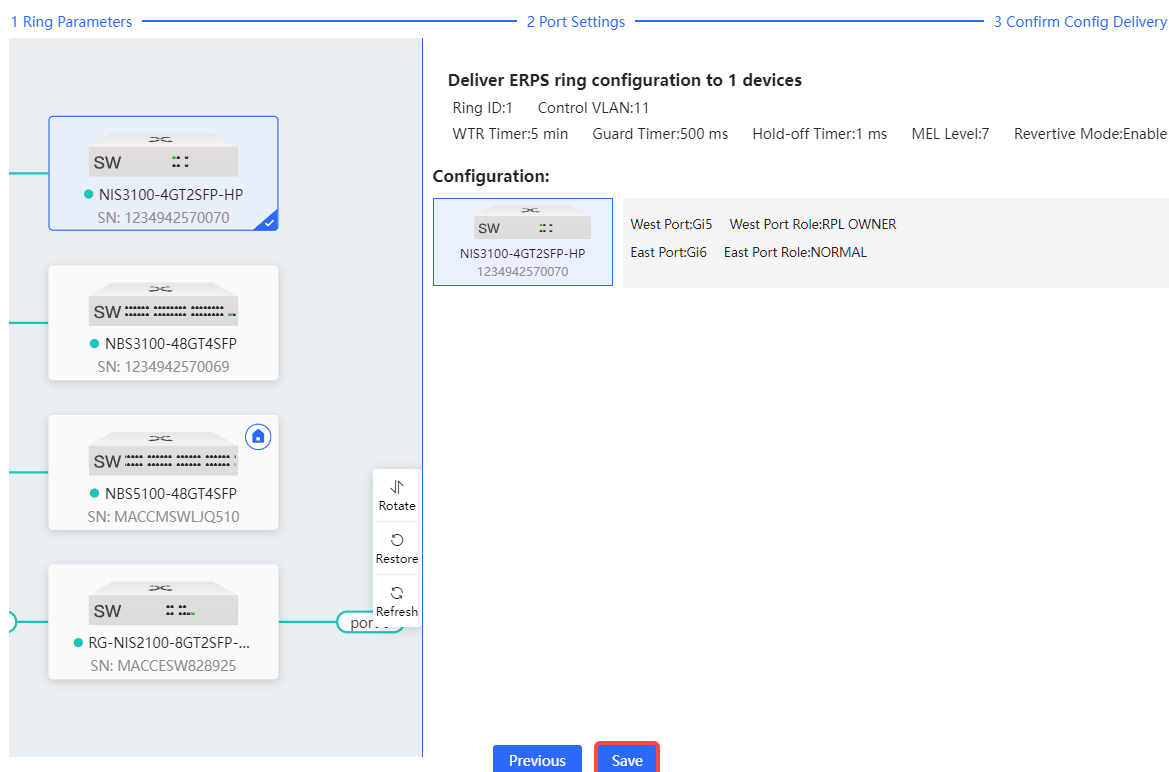 1 Ring Parameters 2 Port Settings 3 Confirm Config Delivery
SW
NIS3100-4GT2SFP-HP
SN: 1234942570070
SW
NBS3100-48GT4SFP
SN: 1234942570069
SW
NBS5100-48GT4SFP
SN: MACCMSWLJQ510
SW
RG-NIS2100-8GT2SFP-...
SN: MACCESW828925
Rotate
Restore
Refresh
Deliver ERPS ring configuration to 1 devices
Ring ID:1 Control VLAN:11
WTR Timer:5 min Guard Timer:500 ms Hold-off Timer:1 ms MEL Level:7 Revertive Mode:Enable
Configuration:
SW
NIS3100-4GT2SFP-HP
1234942570070
West Port:Gi5 West Port Role:RPL OWNER
East Port:Gi6 East Port Role:NORMAL
Previous Save